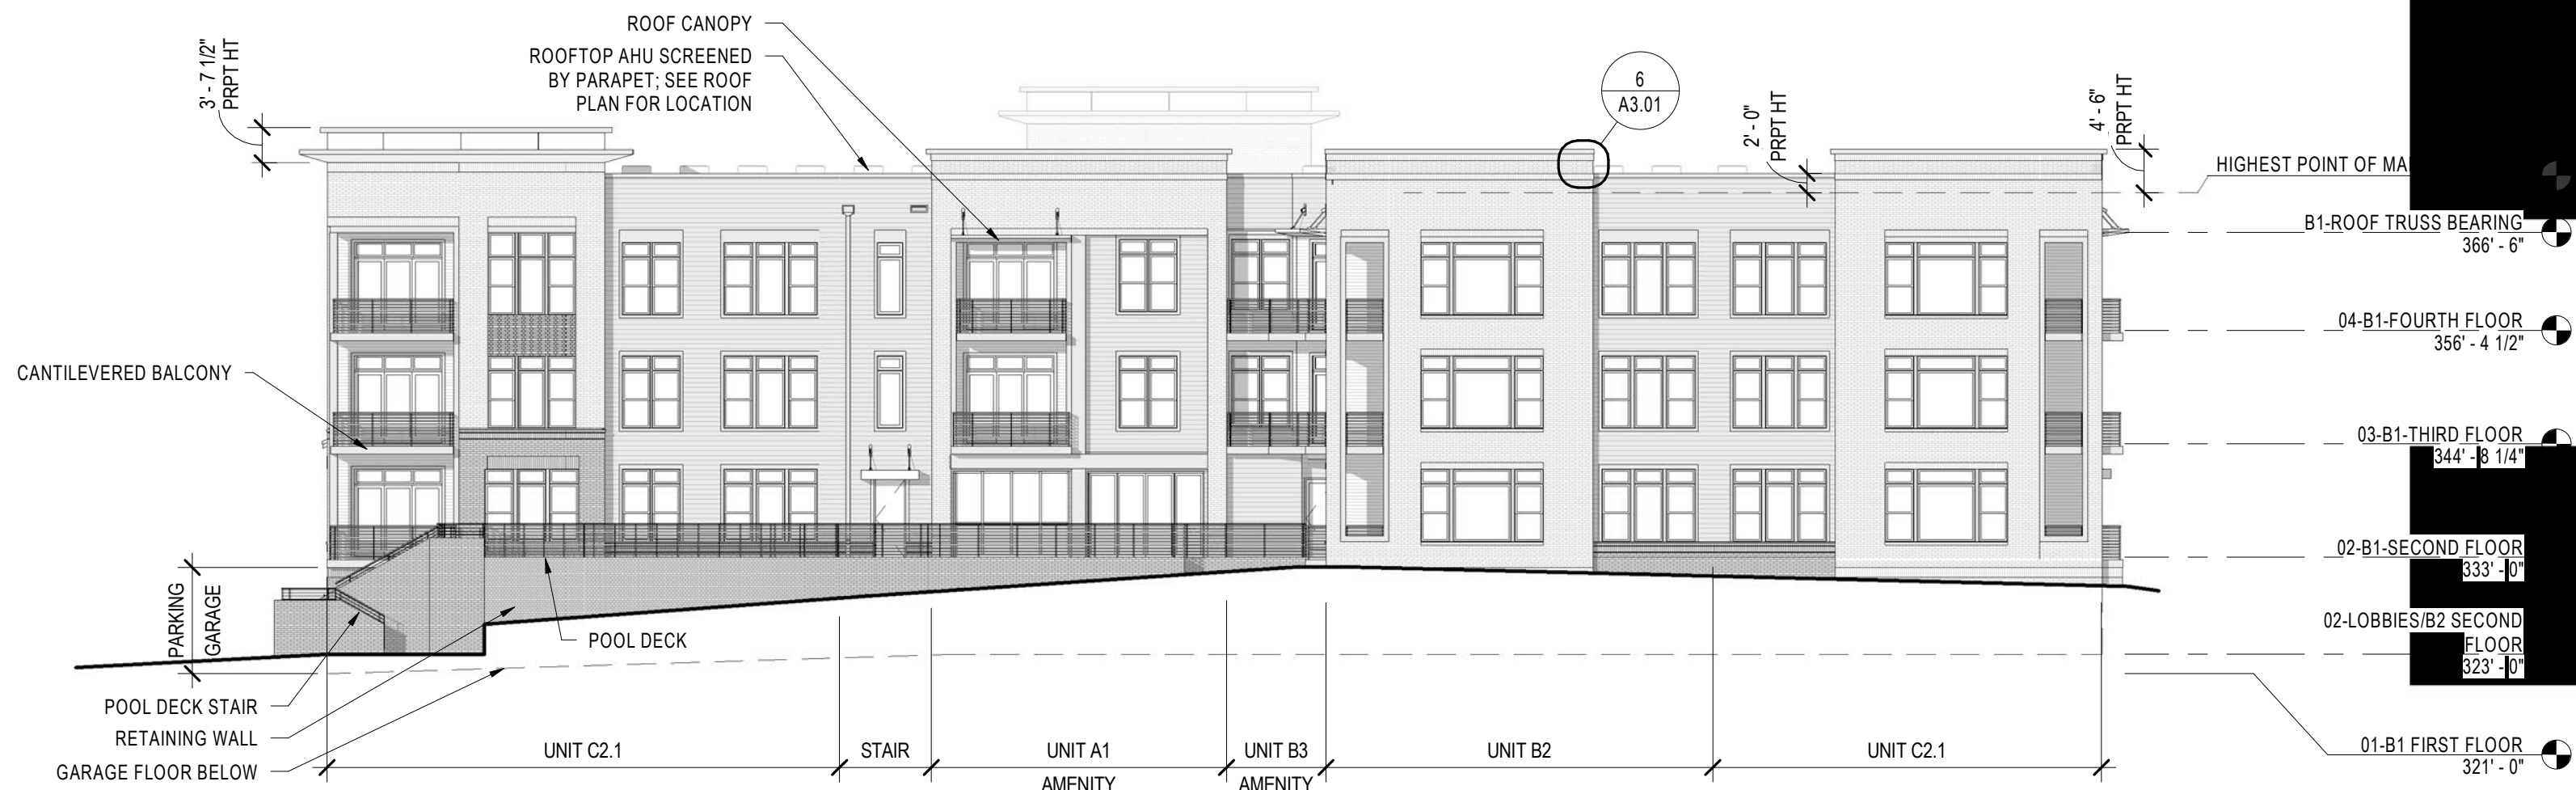 ROOF CANOPY
ROOFTOP AHU SCREENED
BY PARAPET; SEE ROOF
PLAN FOR LOCATION
3' - 7 1/2"
PRPT HT
6
A3.01
2' - 0"
PRPT HT
4' - 6"
PRPT HT
HIGHEST POINT OF
B1-ROOF TRUSS BEARING
366' - 6"
04-B1-FOURTH FLOOR
356' - 4 1/2"
CANTILEVERED BALCONY
03-B1-THIRD FLOOR
344' - 8 1/4"
02-B1-SECOND FLOOR
333' - 0"
02-LOBBIES/B2 SECOND
FLOOR
323' - 0"
PARKING
GARAGE
POOL DECK
POOL DECK STAIR
RETAINING WALL
GARAGE FLOOR BELOW
UNIT C2.1
STAIR
UNIT A1
UNIT B3
UNIT B2
UNIT C2.1
AMENITY
AMENITY
01-B1 FIRST FLOOR
321' - 0"